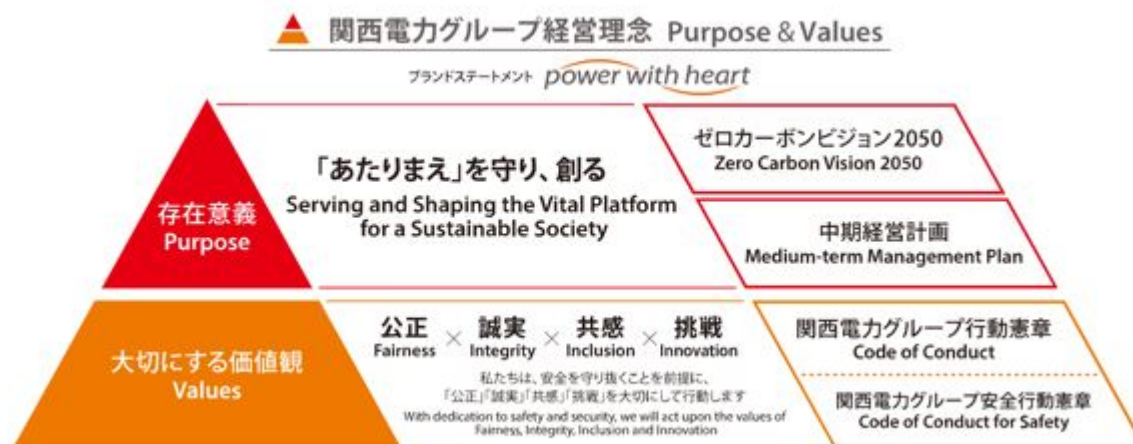 関西電力グループ経営理念 Purpose & Values
ブランドステートメント power with heart
存在意義
Purpose
「あたりまえ」を守り、創る
Serving and Shaping the Vital Platform
for a Sustainable Society
ゼロカーボンビジョン2050
Zero Carbon Vision 2050
中期経営計画
Medium-term Management Plan
大切にする価値観
Values
公正 × 誠実 × 共感 × 挑戦
Fairness Integrity Inclusion Innovation
私たちは、安全を守り抜くことを前提に、
「公正」「誠実」「共感」「挑戦」を大切にして行動します
With dedication to safety and security, we will act upon the values of
Fairness, Integrity, Inclusion and Innovation
関西電力グループ行動憲章
Code of Conduct
関西電力グループ安全行動憲章
Code of Conduct for Safety